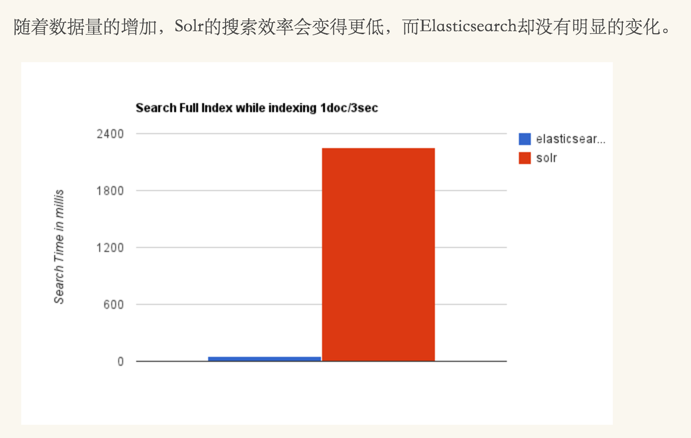 随着数据量的增加，Solr的搜索效率会变得更低，而Elasticsearch却没有明显的变化。
Search Full Index while indexing 1doc/3sec
2400
elasticsear...
solr
1800
Search Time in millis
1200
600
0